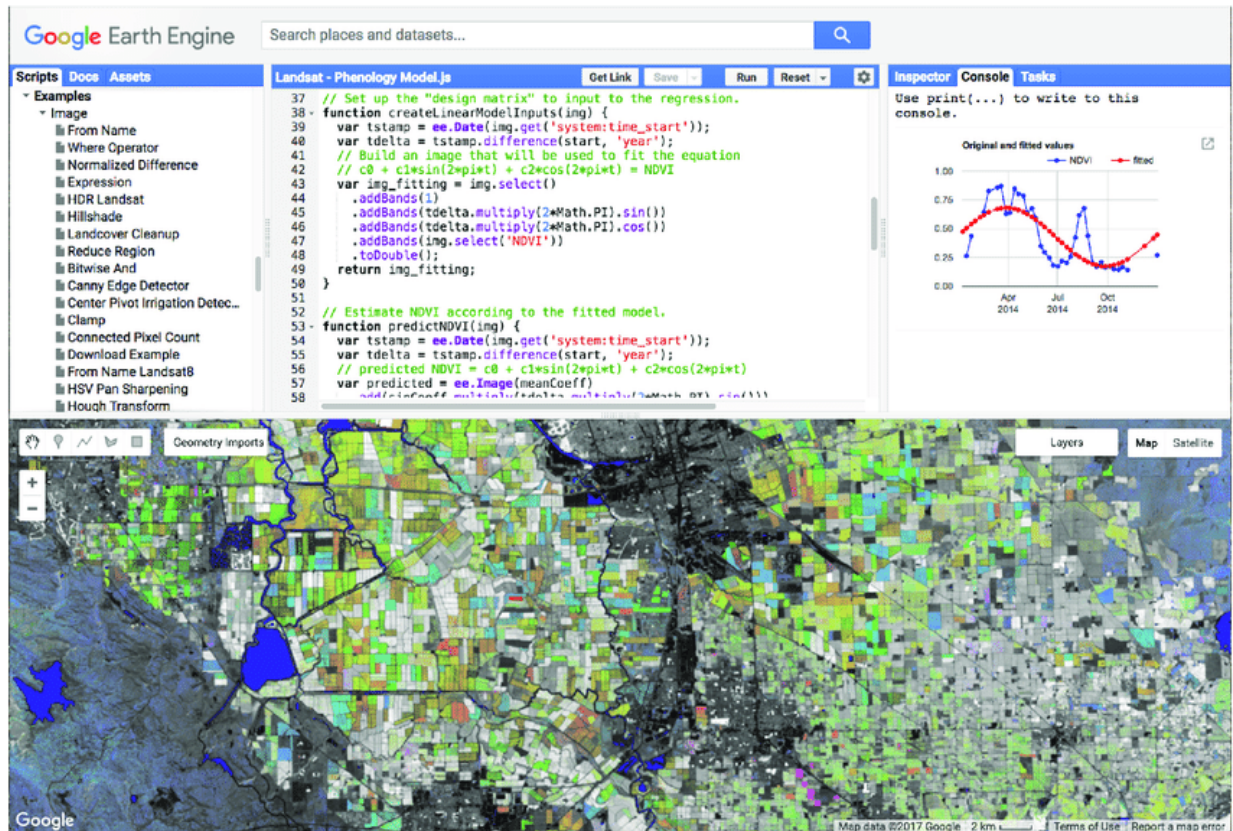 Google Earth Engine
Search places and datasets...
Scripts Docs Assets
Examples
Image
From Name
Where Operator
Normalized Difference
Expression
HDR Landsat
Hillshade
Landcover Cleanup
Reduce Region
Bitwise And
Canny Edge Detector
Center Pivot Irrigation Detec...
Clamp
Connected Pixel Count
Download Example
From Name Landsat8
HSV Pan Sharpening
Hough Transform
Landsat - Phenology Model.js
Get Link Save Run Reset
37 // Set up the "design matrix" to input to the regression.
38 function createLinearModelInputs(img) {
39 var tstamp = ee.Date(img.get('system:time_start'));
40 var tdelta = tstamp.difference(start, 'year');
41 // Build an image that will be used to fit the equation
42 // c0 + c1*sin(2*pi*t) + c2*cos(2*pi*t) = NDVI
43 var img_fitting = img.select()
44 .addBands(1)
45 .addBands(tdelta.multiply(2*Math.PI).sin())
46 .addBands(tdelta.multiply(2*Math.PI).cos())
47 .addBands(img.select('NDVI'))
48 .toDouble();
49 return img_fitting;
50 }
51
52 // Estimate NDVI according to the fitted model.
53 function predictNDVI(img) {
54 var tstamp = ee.Date(img.get('system:time_start'));
55 var tdelta = tstamp.difference(start, 'year');
56 // predicted NDVI = c0 + c1*sin(2*pi*t) + c2*cos(2*pi*t)
57 var predicted = ee.Image(meanCoeff)
58 .add(sinCoeff.multiply(tdelta.multiply(2*Math.PI).sin()))
Inspector Console Tasks
Use print(...) to write to this
console.
Original and fitted values
NDVI fitted
1.00
0.75
0.50
0.25
0.00
Apr Jul Oct
2014 2014 2014
Geometry Imports
Layers
Map Satellite
+
−
Google
Map data ©2017 Google 2 km Terms of Use Report a map error